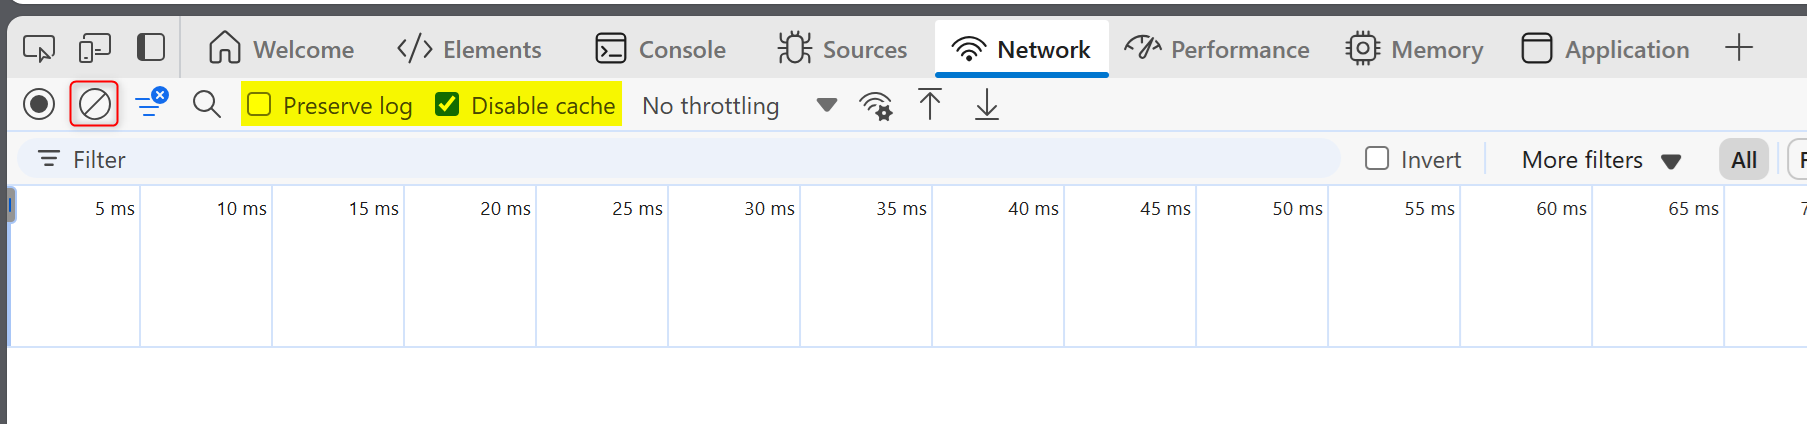 Welcome Elements Console Sources Network Performance Memory Application
Preserve log Disable cache No throttling
Filter Invert More filters All
5 ms 10 ms 15 ms 20 ms 25 ms 30 ms 35 ms 40 ms 45 ms 50 ms 55 ms 60 ms 65 ms